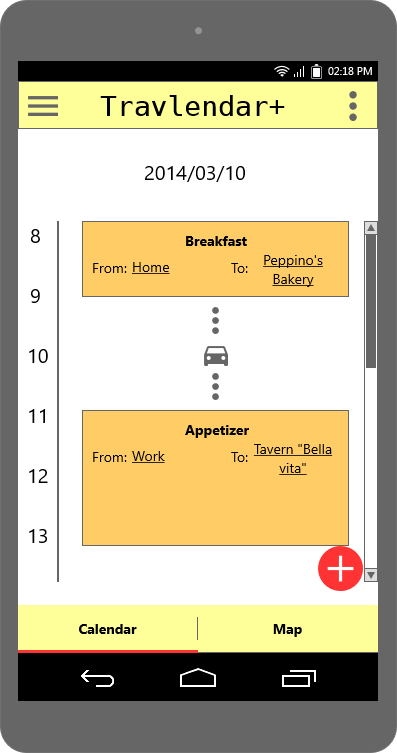 02:18 PM
Travlendar+
2014/03/10
8
Breakfast
From: Home To: Peppino's
Bakery
9
10
11
Appetizer
From: Work To: Tavern "Bella
vita"
12
13
Calendar Map